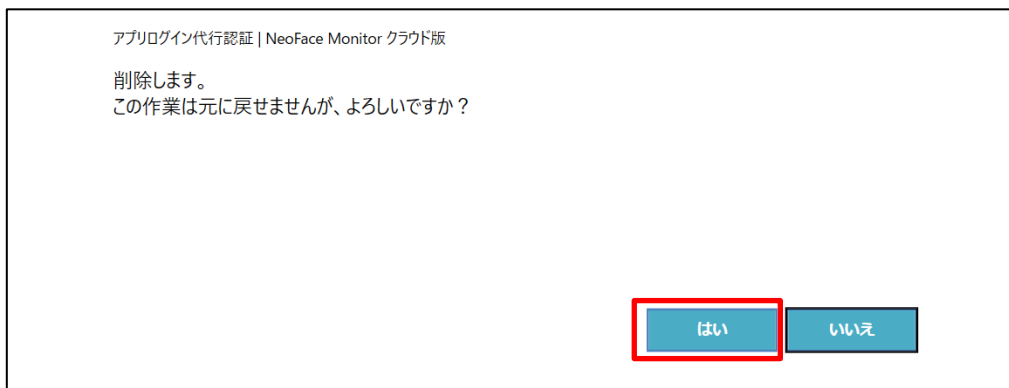 アプリログイン代行認証 | NeoFace Monitor クラウド版
削除します。
この作業は元に戻せませんが、よろしいですか？
はい
いいえ